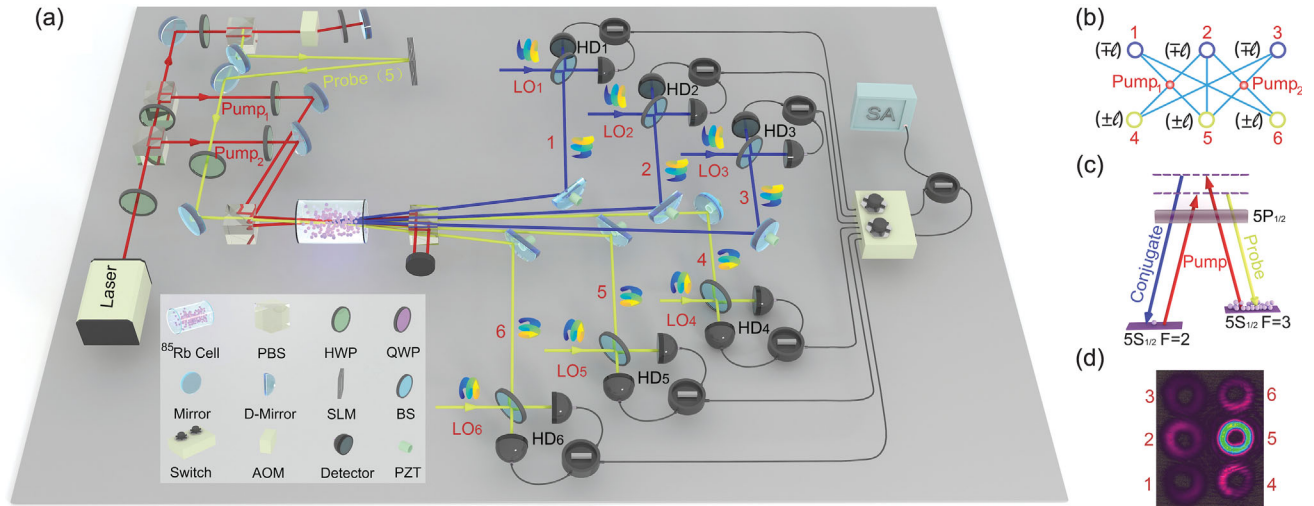 (a)
Probe (5)
Pump₁
Pump₂
Laser
HD1
LO1
1
HD2
LO2
2
HD3
LO3
3
SA
4
LO4
HD4
5
LO5
HD5
6
LO6
HD6
⁸⁵Rb Cell PBS HWP QWP
Mirror D-Mirror SLM BS
Switch AOM Detector PZT
(b)
1 2 3
(∓ℓ) (∓ℓ) (∓ℓ)
Pump₁ Pump₂
(±ℓ) (±ℓ) (±ℓ)
4 5 6
(c)
5P₁/₂
Conjugate
Pump
Probe
5S₁/₂ F=3
5S₁/₂ F=2
(d)
3 6
2 5
1 4